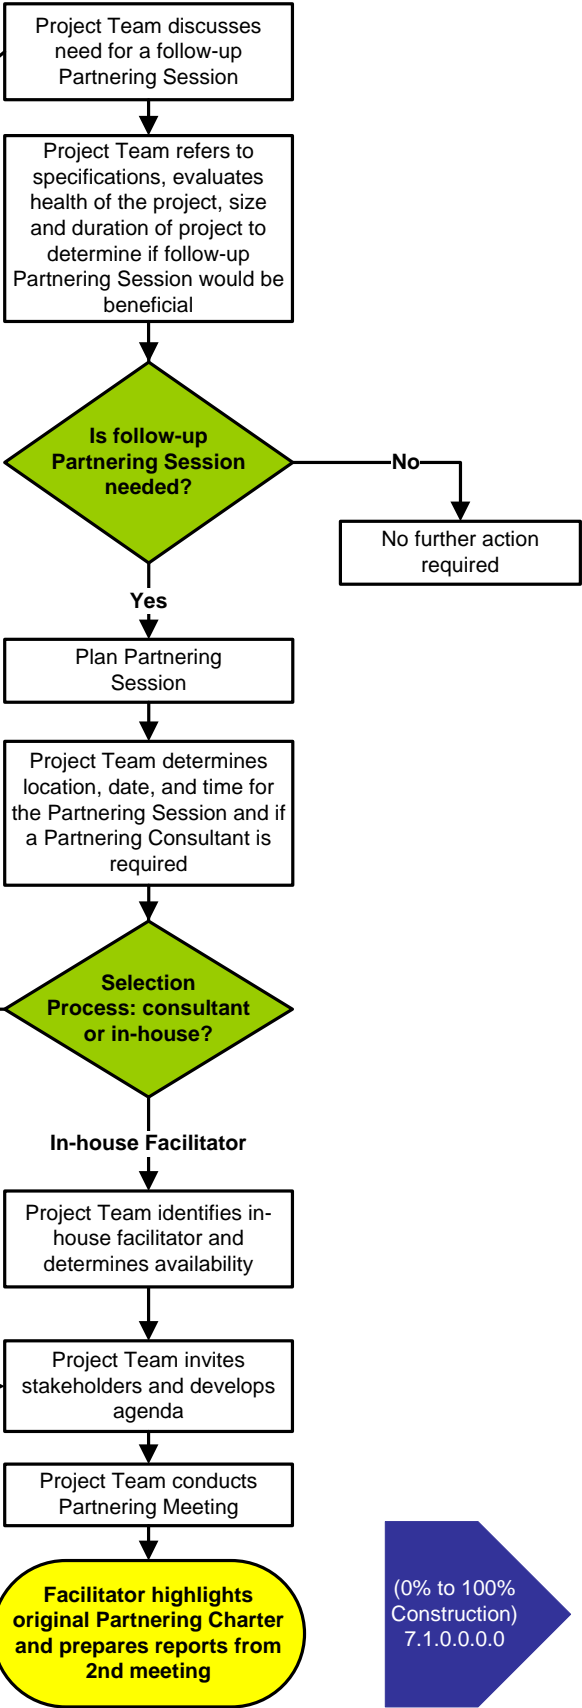 Project Team discusses
need for a follow-up
Partnering Session
Project Team refers to
specifications, evaluates
health of the project, size
and duration of project to
determine if follow-up
Partnering Session would be
beneficial
Is follow-up
Partnering Session
needed?
No
No further action
required
Yes
Plan Partnering
Session
Project Team determines
location, date, and time for
the Partnering Session and if
a Partnering Consultant is
required
Selection
Process: consultant
or in-house?
In-house Facilitator
Project Team identifies in-
house facilitator and
determines availability
Project Team invites
stakeholders and develops
agenda
Project Team conducts
Partnering Meeting
Facilitator highlights
original Partnering Charter
and prepares reports from
2nd meeting
(0% to 100%
Construction)
7.1.0.0.0.0